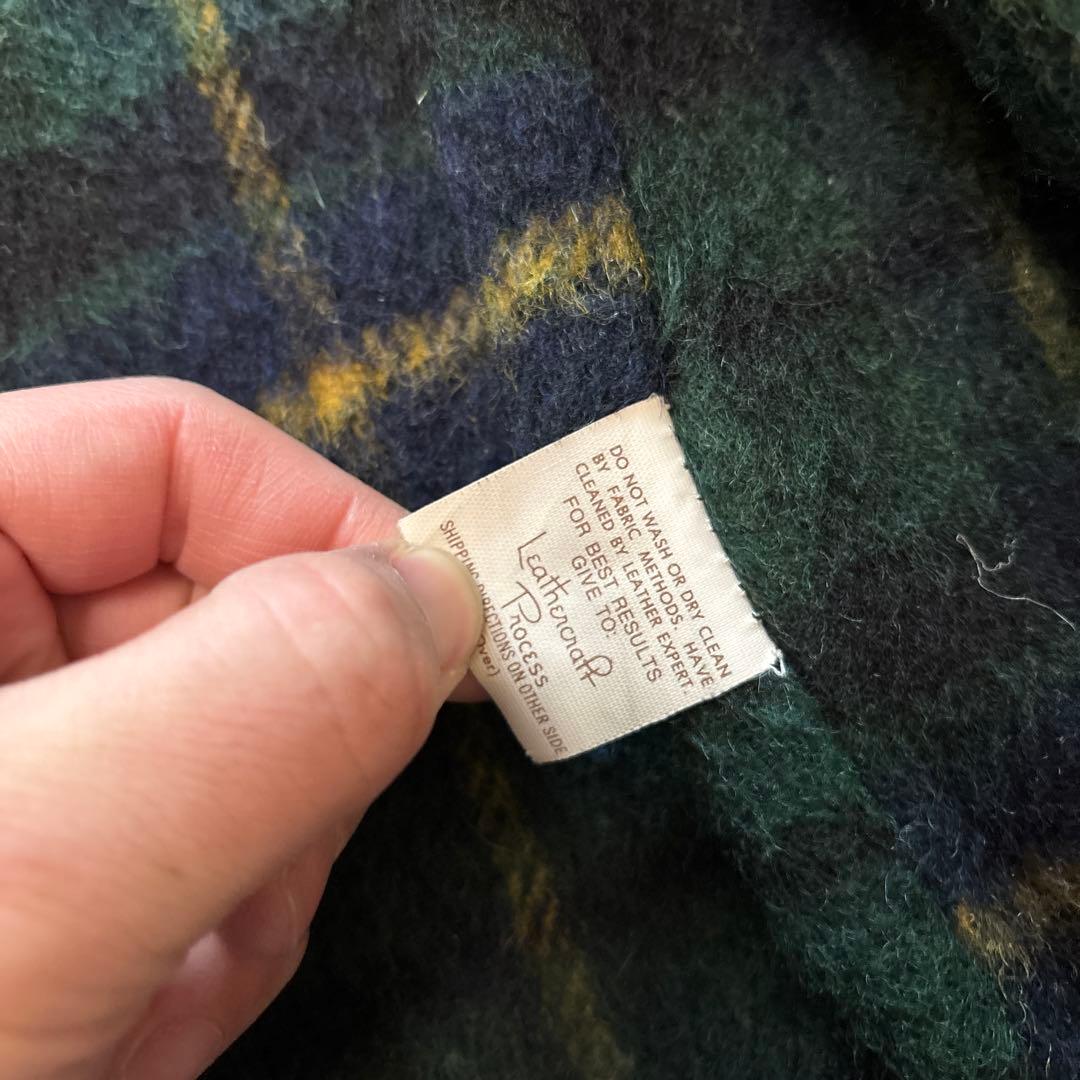 DO NOT WASH OR DRY CLEAN
BY FABRIC METHODS. HAVE
CLEANED BY LEATHER EXPERT.
FOR BEST RESULTS
GIVE TO:
Leathercraft
Process
SHIPPING DIRECTIONS ON OTHER SIDE